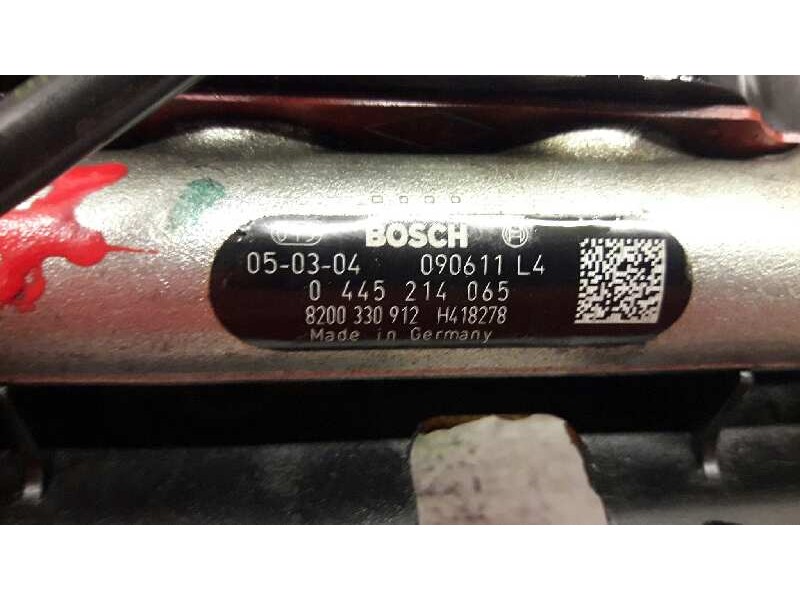 BOSCH
05-03-04 090611 L4
0 445 214 065
8200 330 912 H418278
Made in Germany